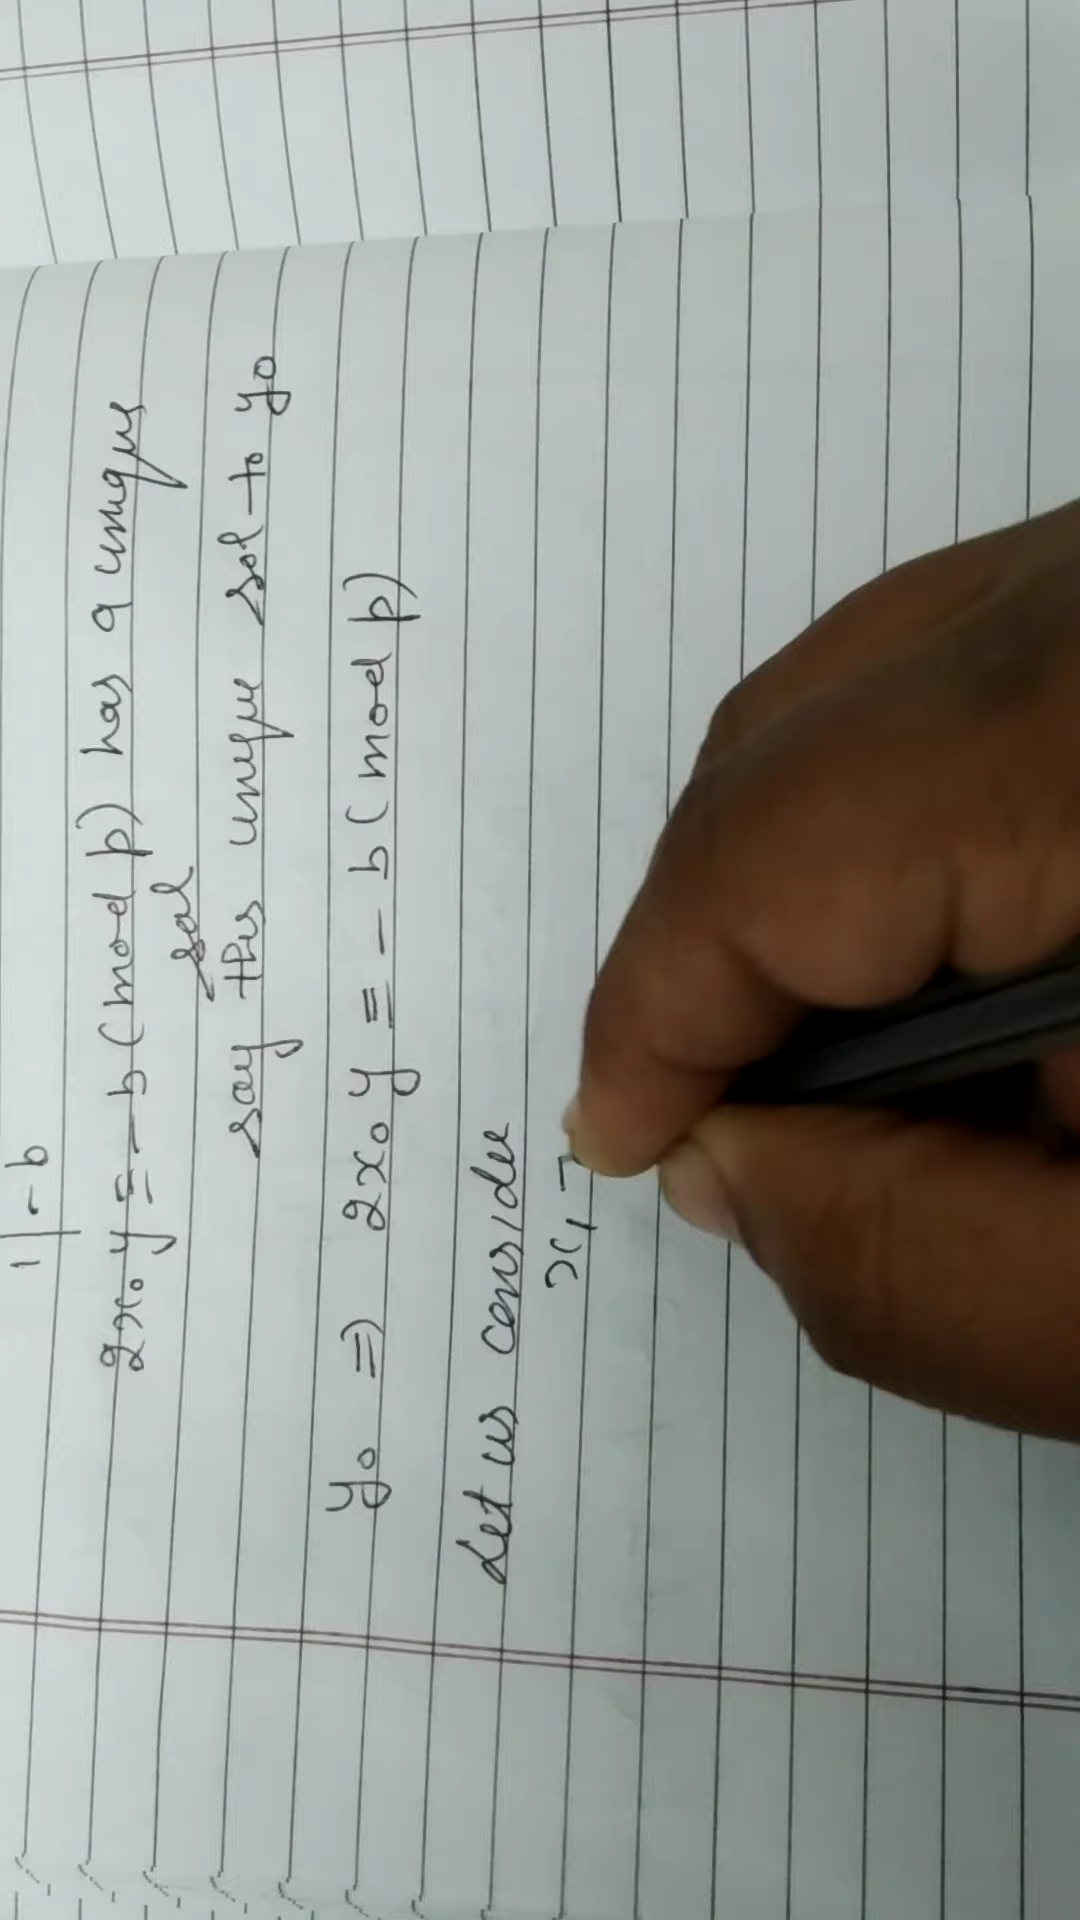 1 | - b
2x₀ y ≡ - b (mod p) has a unique
sol
say this unique sol to y₀
y₀ ⇒ 2x₀ y ≡ - b (mod p)
Let us consider
x₁